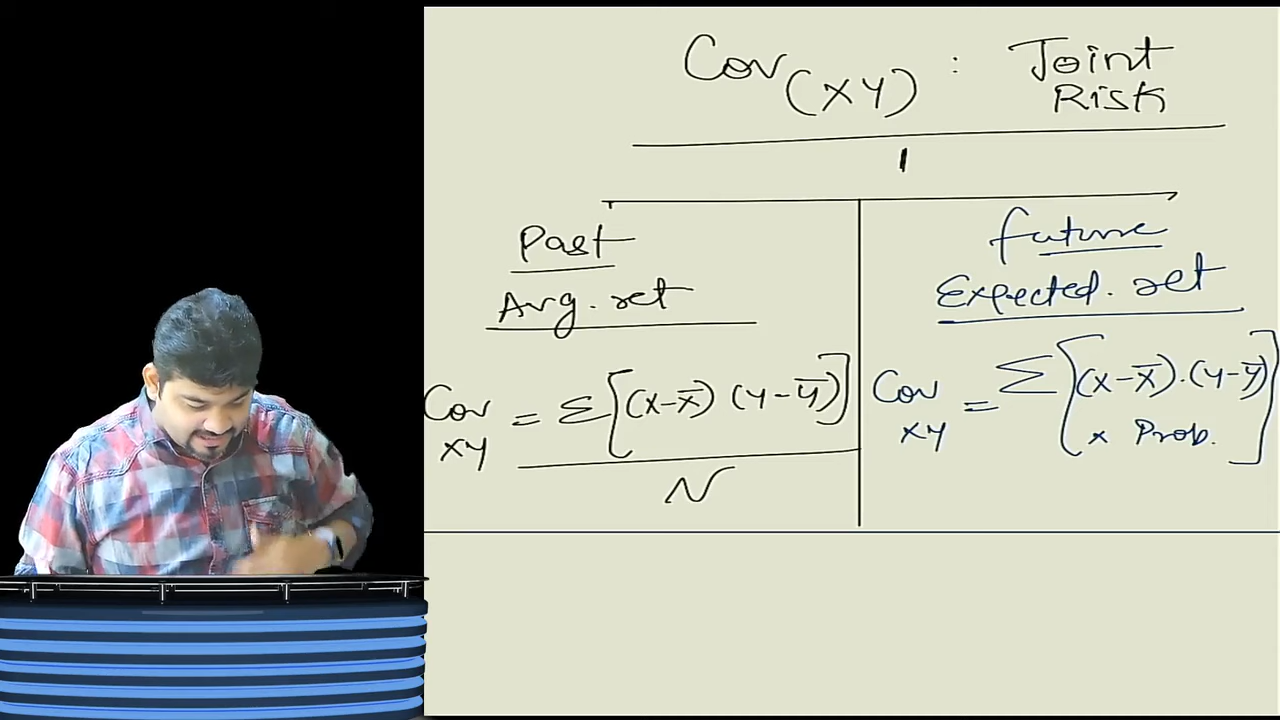 Cov(XY) : Joint Risk
Past
Avg. ret
Cov XY = Σ[(x-x̄) (y-ȳ)] / N
Future
Expected. ret
Cov XY = Σ[(x-x̄).(y-ȳ) x Prob.]